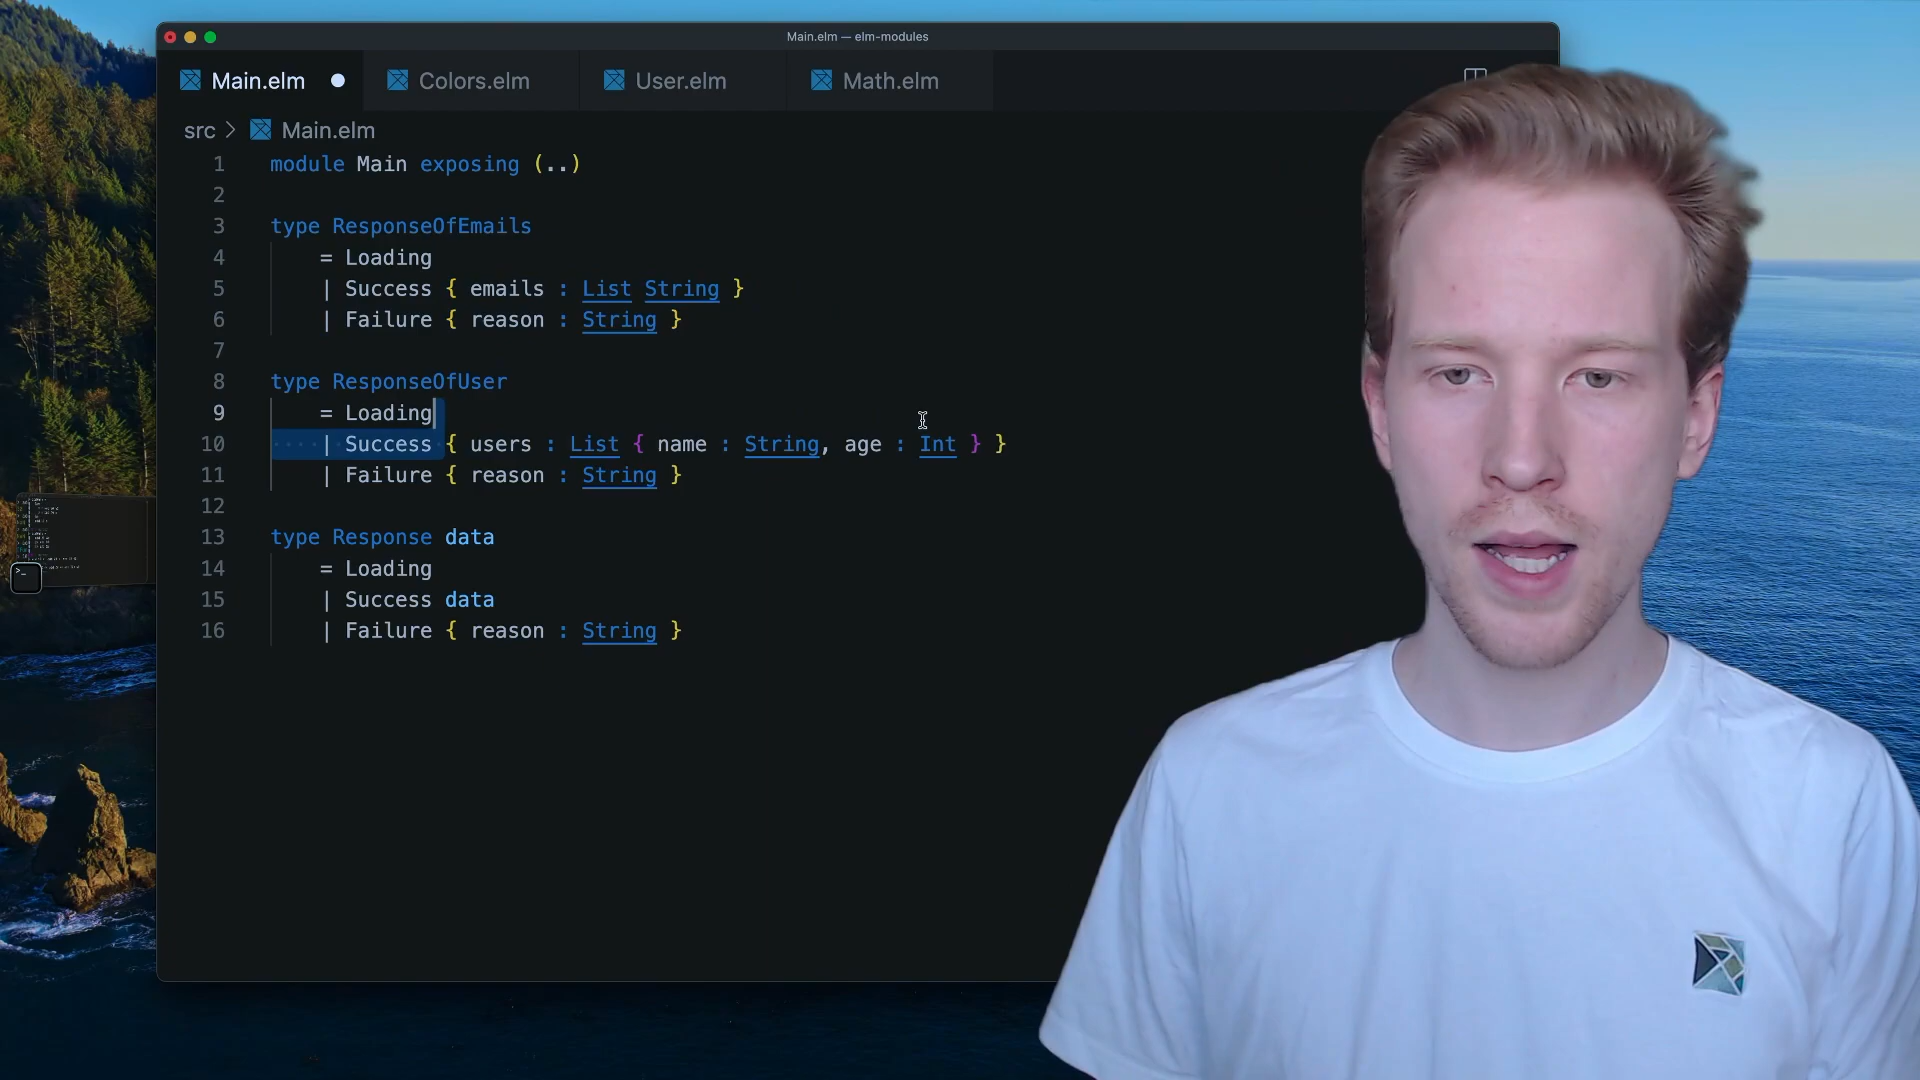 Main.elm — elm-modules
Main.elm
Colors.elm
User.elm
Math.elm
src > Main.elm
1 module Main exposing (..)
2
3 type ResponseOfEmails
4 = Loading
5 | Success { emails : List String }
6 | Failure { reason : String }
7
8 type ResponseOfUser
9 = Loading
10 | Success { users : List { name : String, age : Int } }
11 | Failure { reason : String }
12
13 type Response data
14 = Loading
15 | Success data
16 | Failure { reason : String }